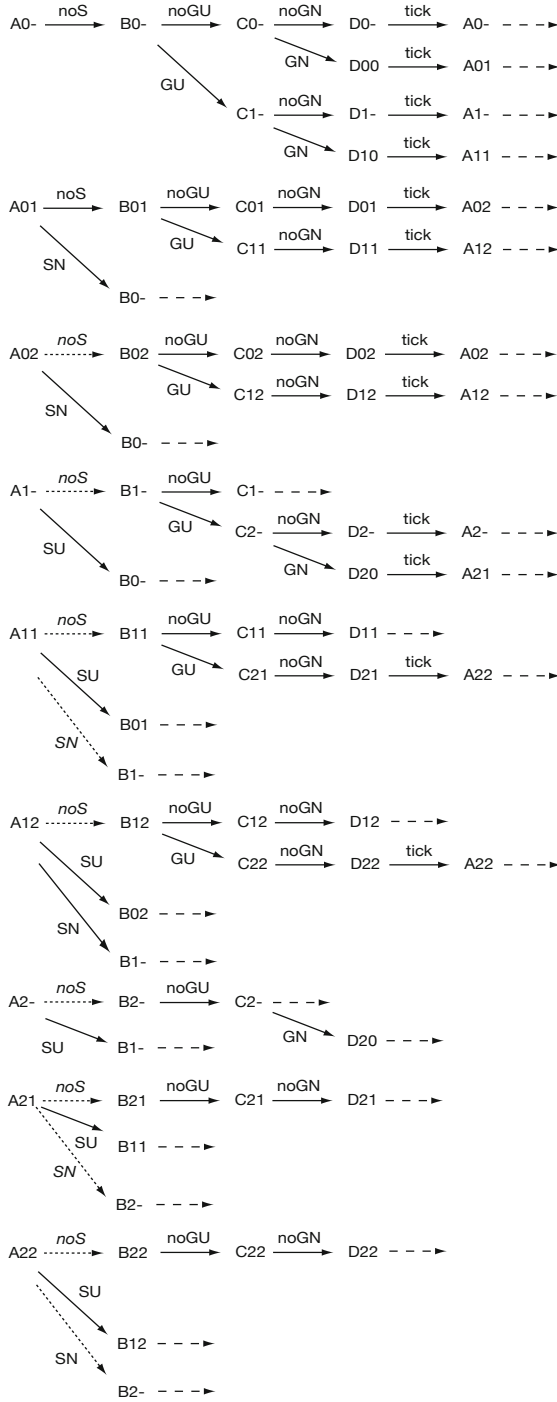 A0- noS B0- noGU C0- noGN D0- tick A0-
GU GN D00 tick A01
C1- noGN D1- tick A1-
GN D10 tick A11
A01 noS B01 noGU C01 noGN D01 tick A02
SN GU C11 noGN D11 tick A12
B0-
A02 noS B02 noGU C02 noGN D02 tick A02
SN GU C12 noGN D12 tick A12
B0-
A1- noS B1- noGU C1-
SU GU C2- noGN D2- tick A2-
B0- GN D20 tick A21
A11 noS B11 noGU C11 noGN D11
SU GU C21 noGN D21 tick A22
SN B01
B1-
A12 noS B12 noGU C12 noGN D12
SU GU C22 noGN D22 tick A22
SN B02
B1-
A2- noS B2- noGU C2-
SU B1- GN D20
A21 noS B21 noGU C21 noGN D21
SU B11
SN
B2-
A22 noS B22 noGU C22 noGN D22
SU
SN B12
B2-